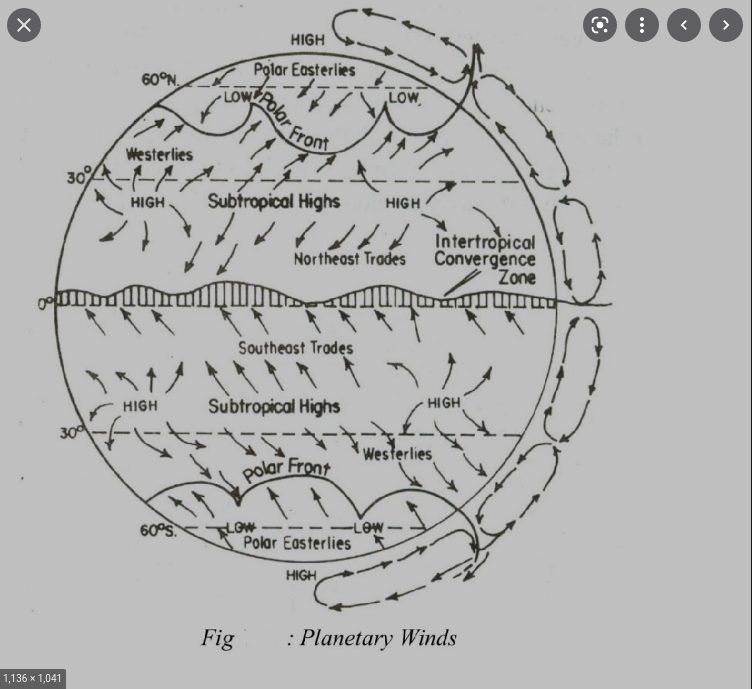 HIGH
Polar Easterlies
60°N.
LOW
Polar Front
LOW
Westerlies
30°
HIGH
Subtropical Highs
HIGH
Northeast Trades
Intertropical
Convergence
Zone
0°
Southeast Trades
HIGH
Subtropical Highs
HIGH
30°
Westerlies
Polar Front
60°S.
LOW
LOW
Polar Easterlies
HIGH
Fig : Planetary Winds
1,136 × 1,041